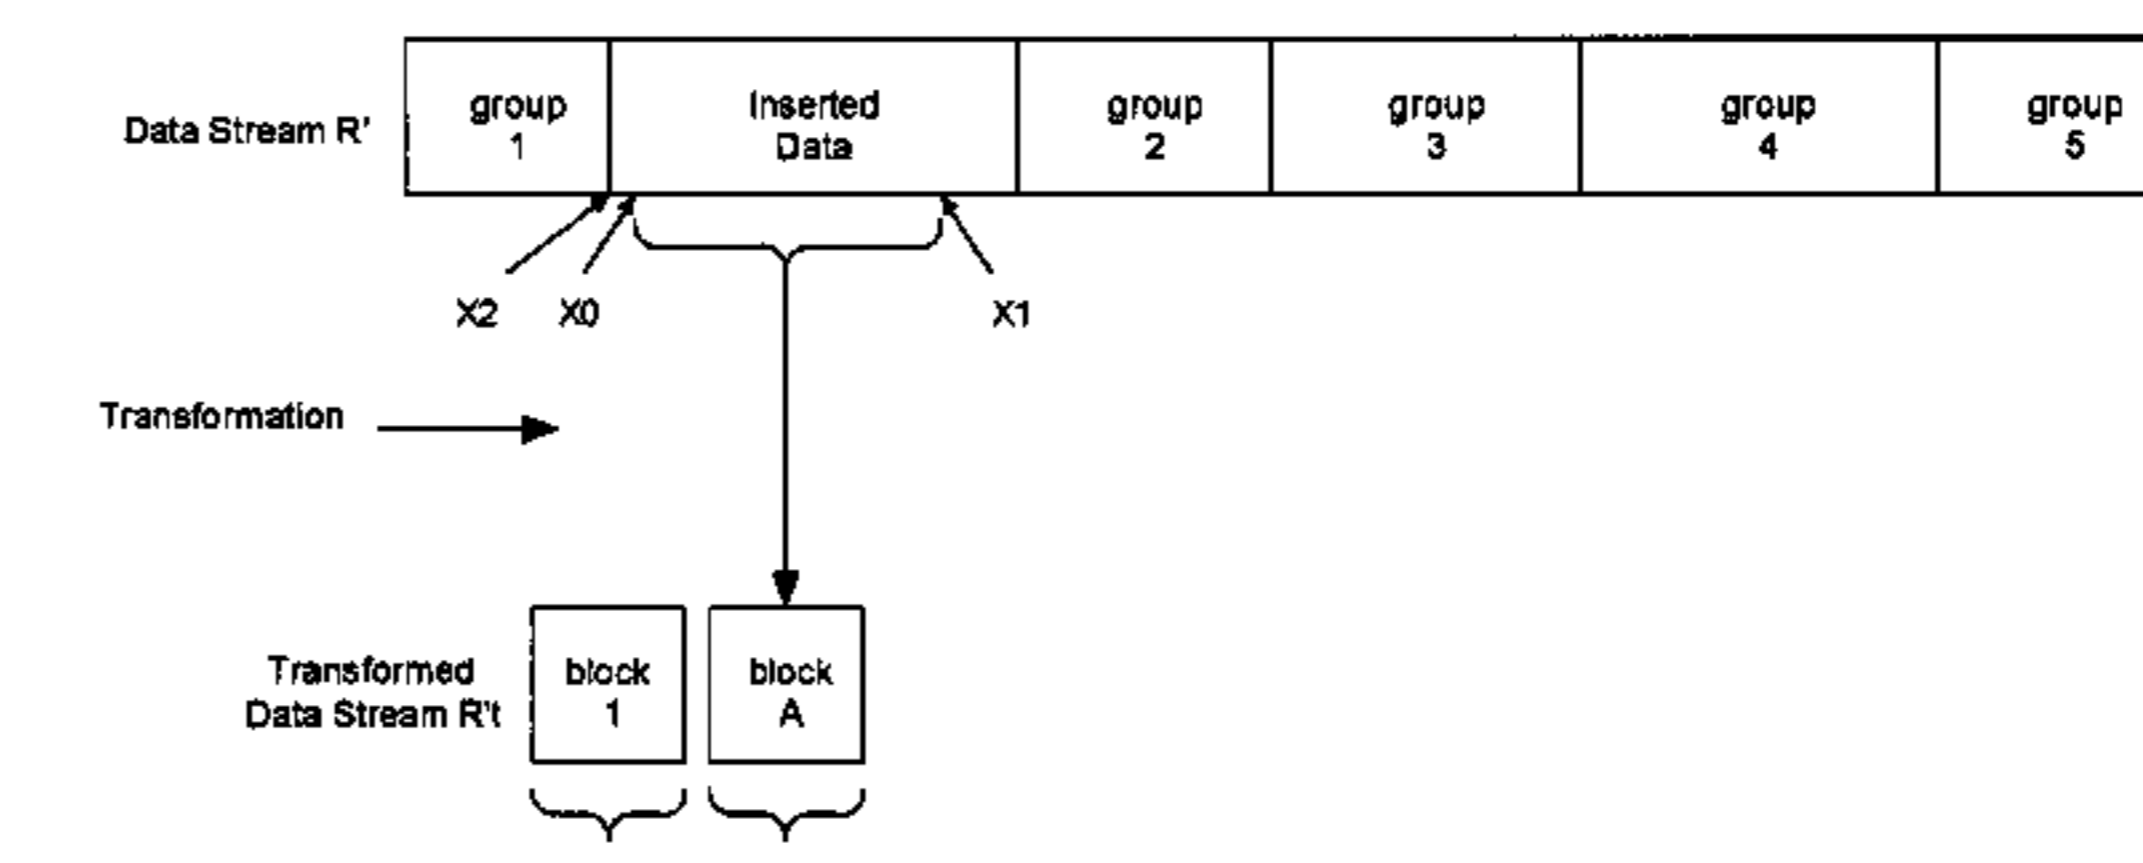 Data Stream R'
group
1
Inserted
Data
group
2
group
3
group
4
group
5
X2
X0
X1
Transformation
Transformed
Data Stream R't
block
1
block
A